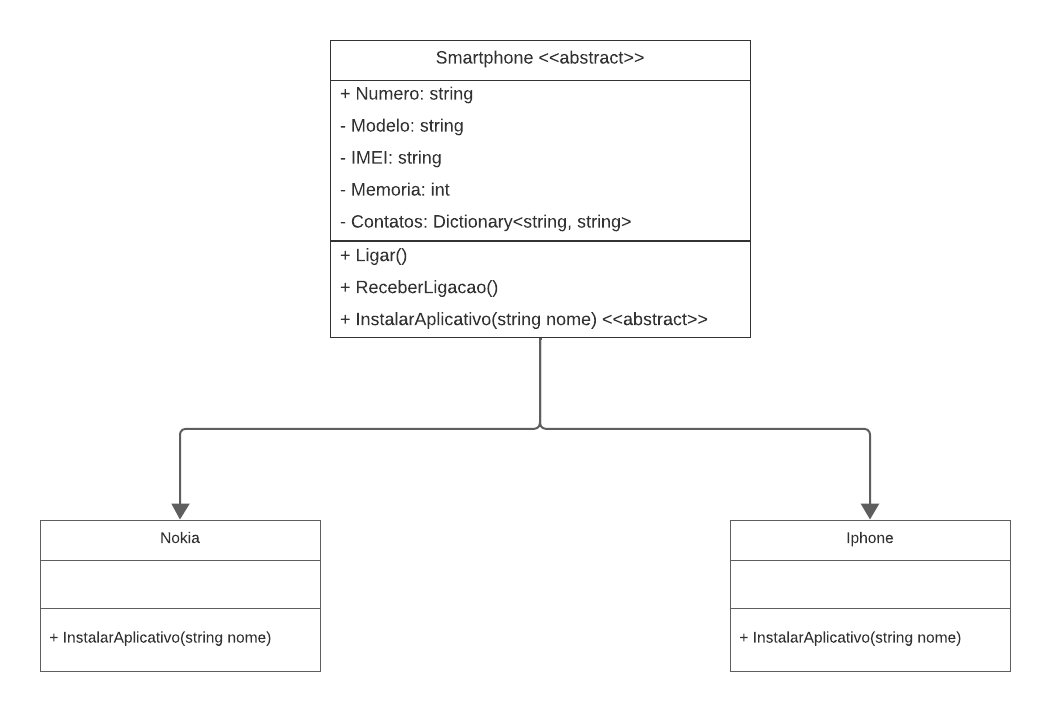 Smartphone <<abstract>>
+ Numero: string
- Modelo: string
- IMEI: string
- Memoria: int
- Contatos: Dictionary<string, string>
+ Ligar()
+ ReceberLigacao()
+ InstalarAplicativo(string nome) <<abstract>>
Nokia
+ InstalarAplicativo(string nome)
Iphone
+ InstalarAplicativo(string nome)